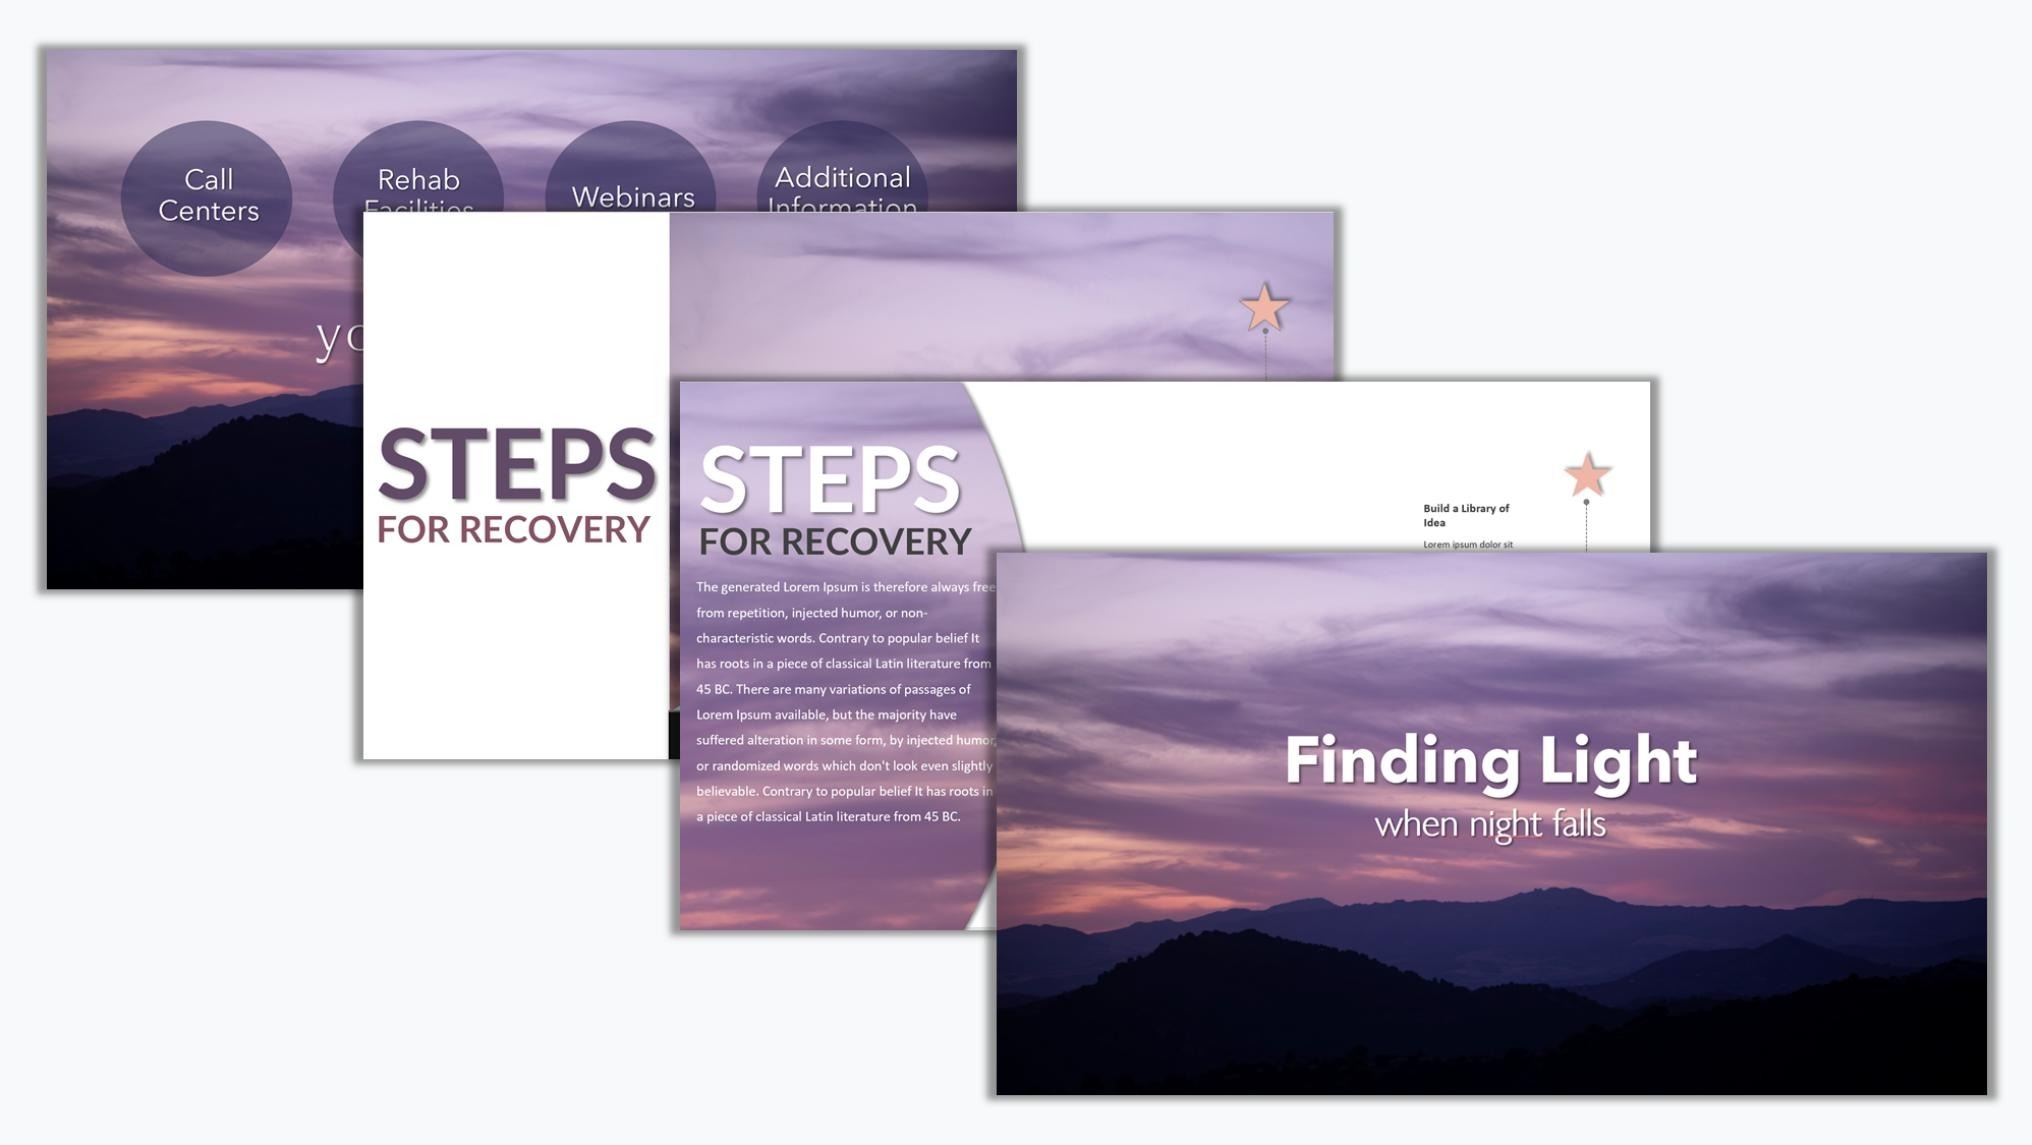 Call
Centers
Rehab
Facilities
Webinars
Additional
Information
STEPS
FOR RECOVERY
STEPS
FOR RECOVERY
The generated Lorem Ipsum is therefore always free
from repetition, injected humor, or non-
characteristic words. Contrary to popular belief It
has roots in a piece of classical Latin literature from
45 BC. There are many variations of passages of
Lorem Ipsum available, but the majority have
suffered alteration in some form, by injected humor,
or randomized words which don't look even slightly
believable. Contrary to popular belief It has roots in
a piece of classical Latin literature from 45 BC.
Build a Library of
Idea
Lorem ipsum dolor sit
Finding Light
when night falls